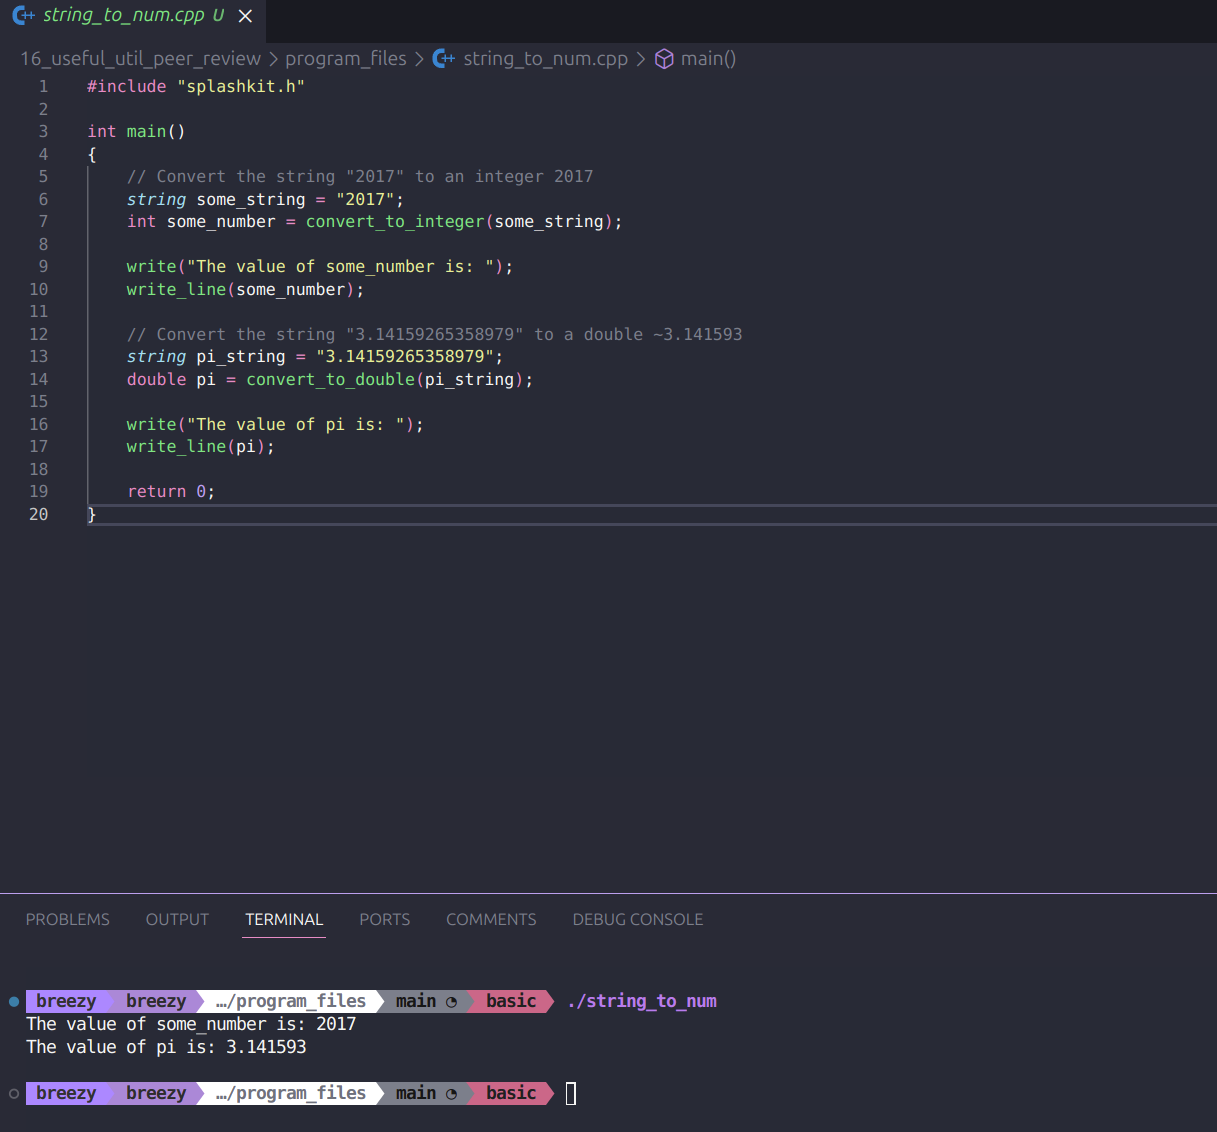 string_to_num.cpp U
16_useful_util_peer_review > program_files > string_to_num.cpp > main()
1 #include "splashkit.h"
2
3 int main()
4 {
5 // Convert the string "2017" to an integer 2017
6 string some_string = "2017";
7 int some_number = convert_to_integer(some_string);
8
9 write("The value of some_number is: ");
10 write_line(some_number);
11
12 // Convert the string "3.14159265358979" to a double ~3.141593
13 string pi_string = "3.14159265358979";
14 double pi = convert_to_double(pi_string);
15
16 write("The value of pi is: ");
17 write_line(pi);
18
19 return 0;
20 }
PROBLEMS OUTPUT TERMINAL PORTS COMMENTS DEBUG CONSOLE
breezy breezy …/program_files main basic ./string_to_num
The value of some_number is: 2017
The value of pi is: 3.141593
breezy breezy …/program_files main basic